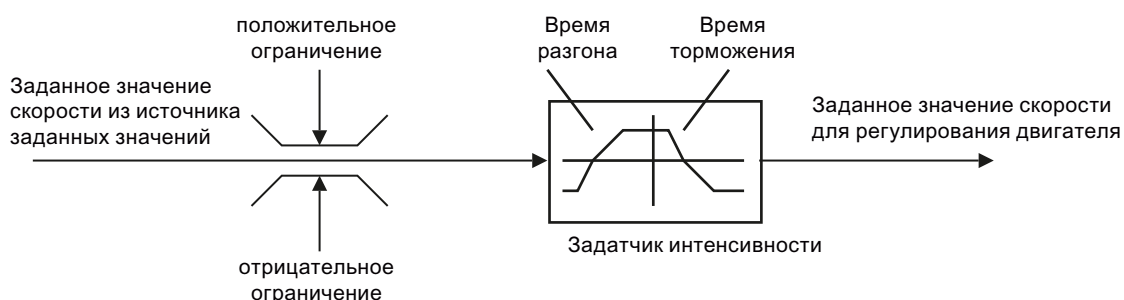 положительное
ограничение
Время
разгона
Время
торможения
Заданное значение
скорости из источника
заданных значений
Заданное значение скорости
для регулирования двигателя
Задатчик интенсивности
отрицательное
ограничение